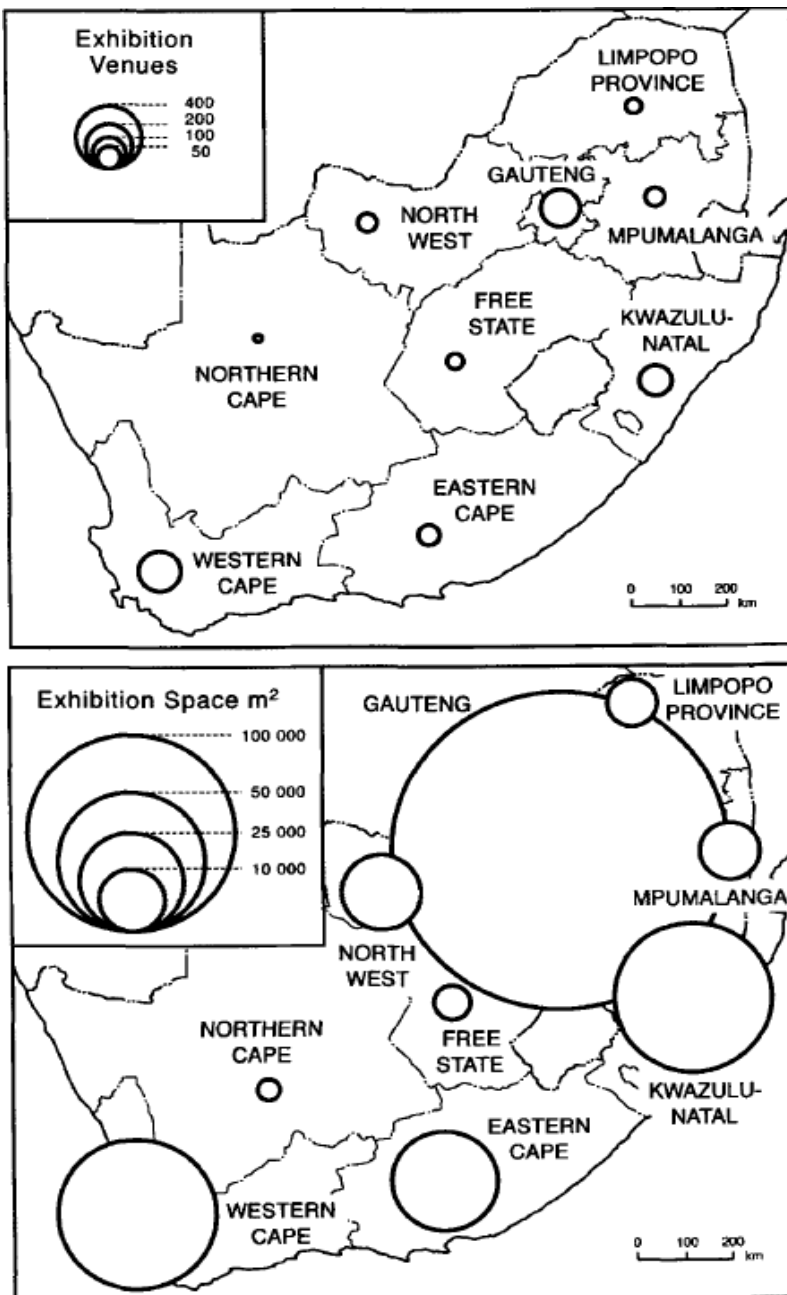 Exhibition
Venues
400
200
100
50
LIMPOPO
PROVINCE
GAUTENG
NORTH
WEST
MPUMALANGA
FREE
STATE
KWAZULU-
NATAL
NORTHERN
CAPE
EASTERN
CAPE
WESTERN
CAPE
0 100 200
km
Exhibition Space m²
100 000
50 000
25 000
10 000
GAUTENG
LIMPOPO
PROVINCE
MPUMALANGA
NORTH
WEST
NORTHERN
CAPE
FREE
STATE
KWAZULU-
NATAL
EASTERN
CAPE
WESTERN
CAPE
0 100 200
km